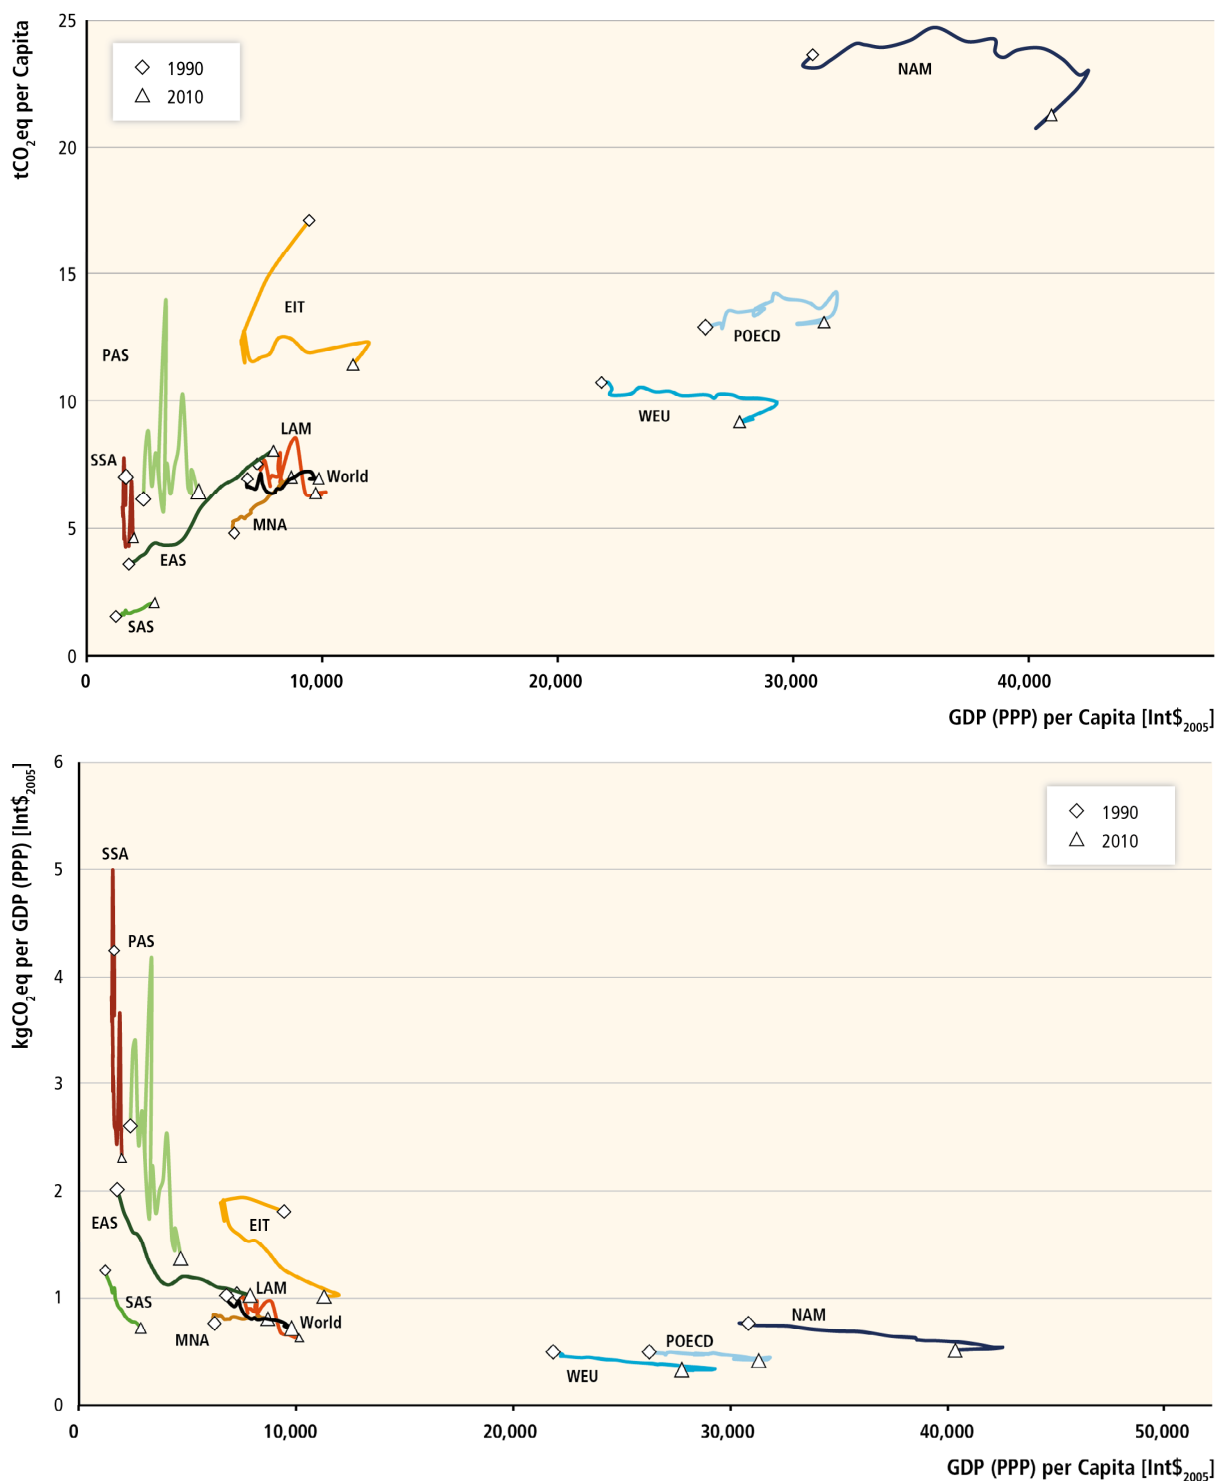 tCO2eq per Capita
25
20
15
10
5
0
1990
2010
NAM
EIT
POECD
PAS
WEU
LAM
SSA
World
MNA
EAS
SAS
0
10,000
20,000
30,000
40,000
GDP (PPP) per Capita [Int$2005]
kgCO2eq per GDP (PPP) [Int$2005]
6
5
4
3
2
1
0
1990
2010
SSA
PAS
EAS
EIT
SAS
LAM
World
MNA
NAM
POECD
WEU
0
10,000
20,000
30,000
40,000
50,000
GDP (PPP) per Capita [Int$2005]